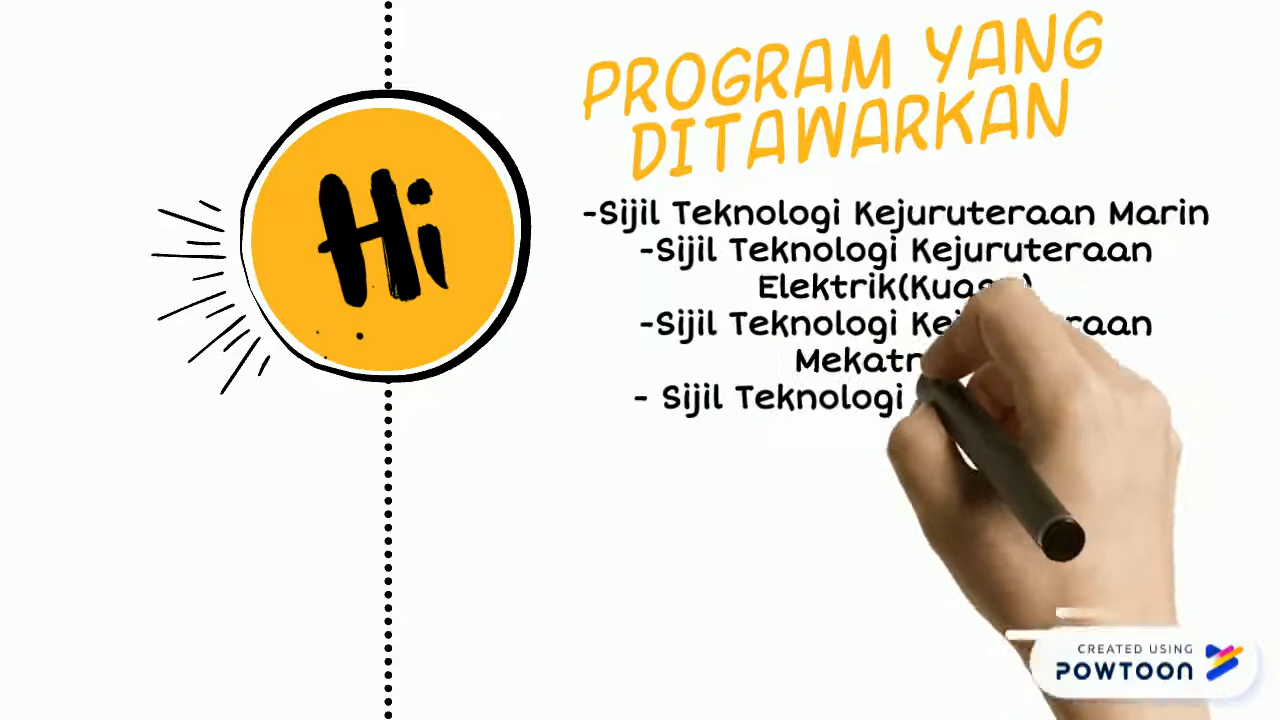 Hi
PROGRAM YANG
DITAWARKAN
-Sijil Teknologi Kejuruteraan Marin
-Sijil Teknologi Kejuruteraan
-Sijil Teknologi
- Sijil Teknologi
CREATED USING
POWTOON